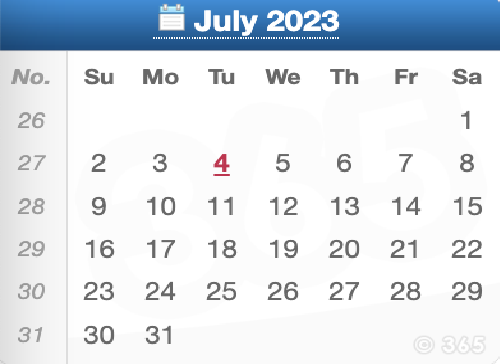 July 2023
No. Su Mo Tu We Th Fr Sa
26 1
27 2 3 4 5 6 7 8
28 9 10 11 12 13 14 15
29 16 17 18 19 20 21 22
30 23 24 25 26 27 28 29
31 30 31
© 365
365